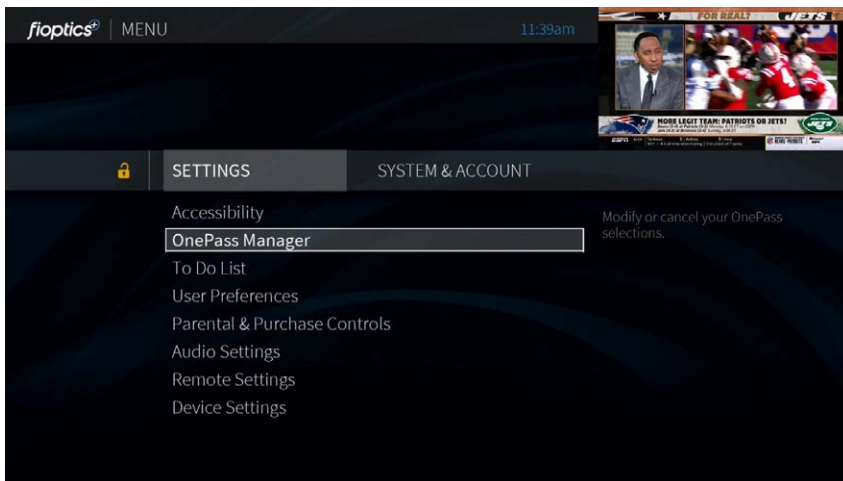 fioptics+ MENU 11:39am
FOR REAL? JETS
MORE LEGIT TEAM: PATRIOTS OR JETS?
JETS
SETTINGS SYSTEM & ACCOUNT
Accessibility
Modify or cancel your OnePass
selections.
OnePass Manager
To Do List
User Preferences
Parental & Purchase Controls
Audio Settings
Remote Settings
Device Settings